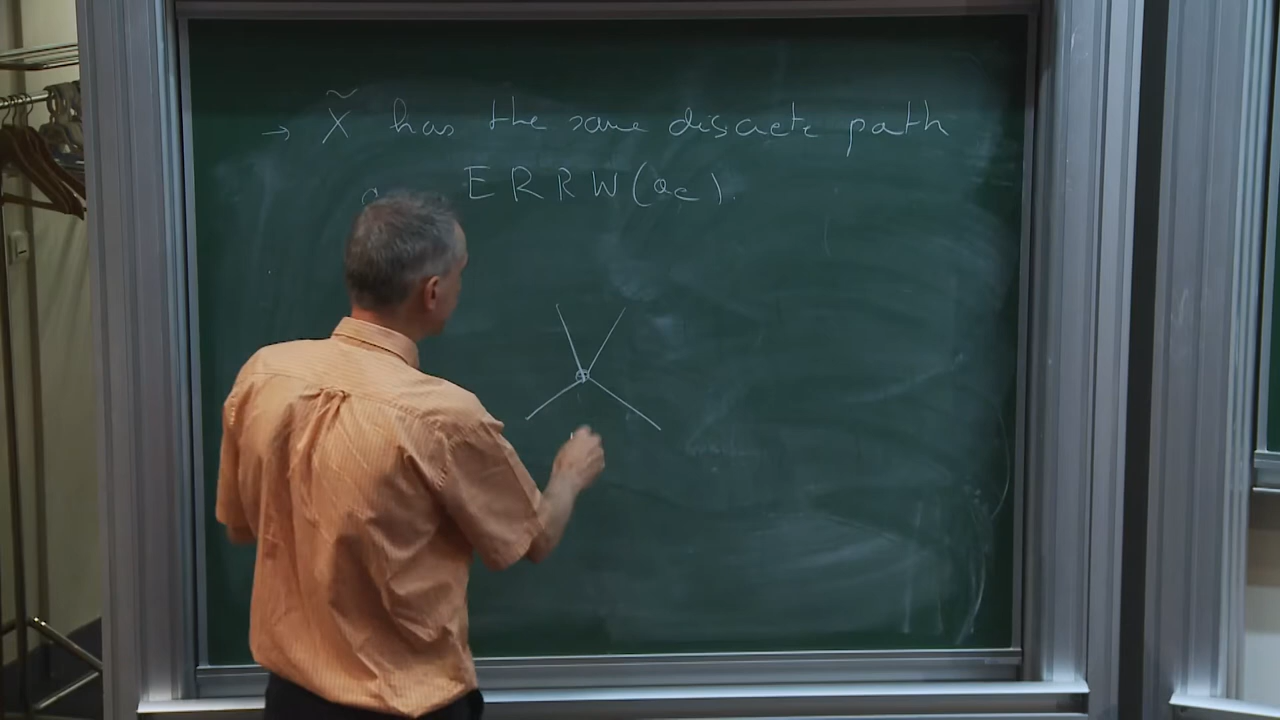 → X̃ has the same discrete path
ERRW(a_e).